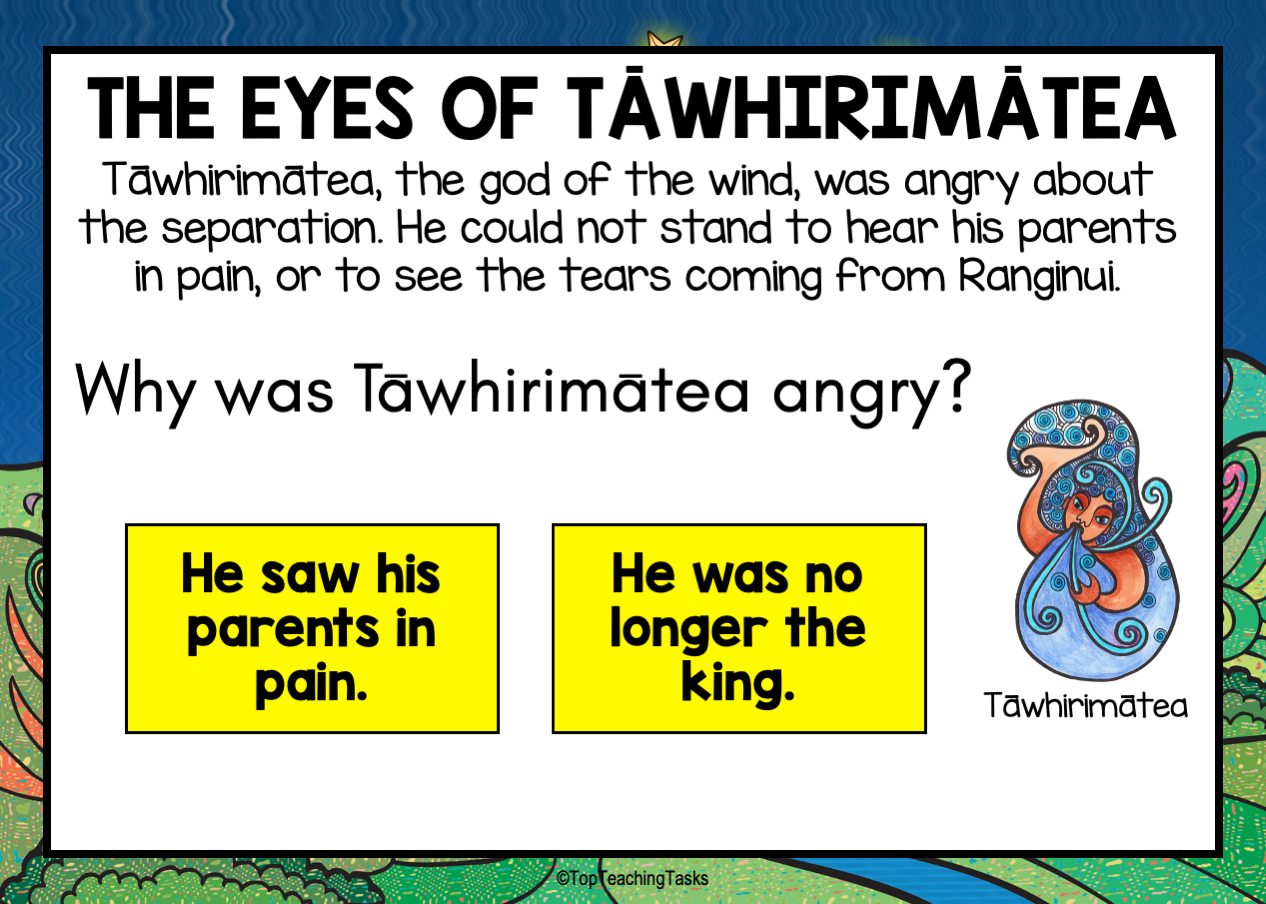 THE EYES OF TĀWHIRIMĀTEA
Tāwhirimātea, the god of the wind, was angry about
the separation. He could not stand to hear his parents
in pain, or to see the tears coming from Ranginui.
Why was Tāwhirimātea angry?
He saw his
parents in
pain.
He was no
longer the
king.
Tāwhirimātea
©TopTeachingTasks